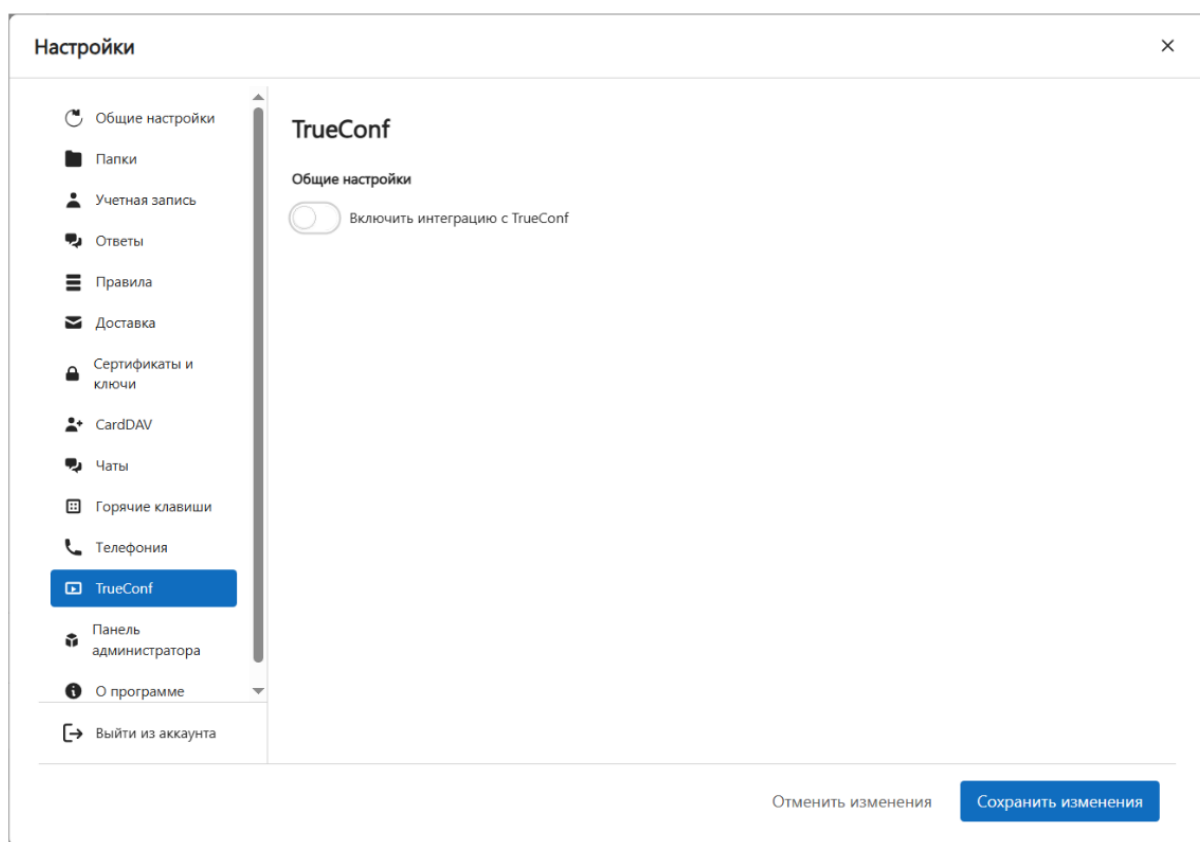 Настройки
Общие настройки
Папки
Учетная запись
Ответы
Правила
Доставка
Сертификаты и
ключи
CardDAV
Чаты
Горячие клавиши
Телефония
TrueConf
Панель
администратора
О программе
Выйти из аккаунта
TrueConf
Общие настройки
Включить интеграцию с TrueConf
Отменить изменения
Сохранить изменения